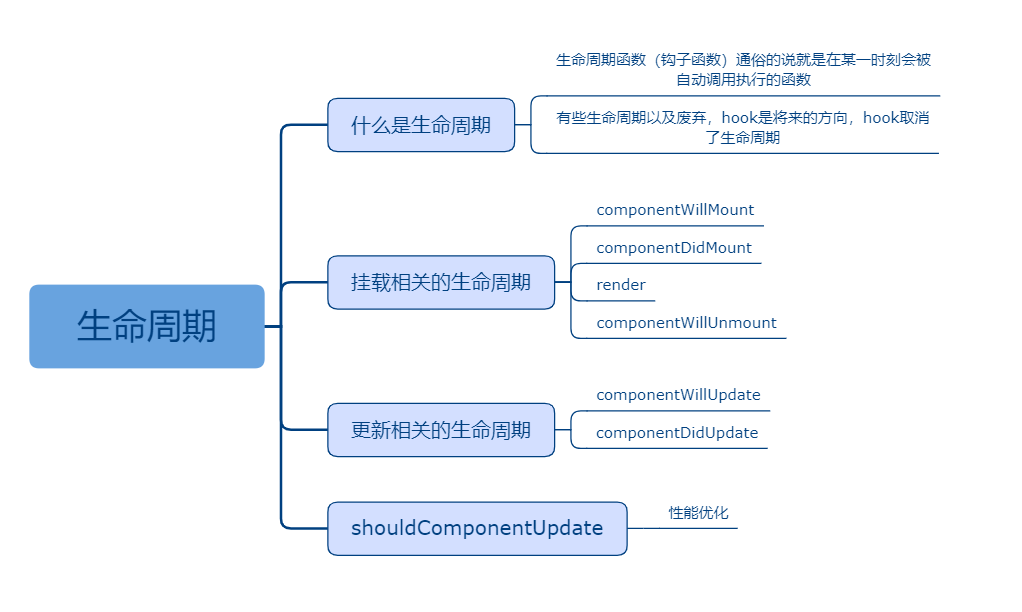 生命周期
什么是生命周期
生命周期函数（钩子函数）通俗的说就是在某一时刻会被
自动调用执行的函数
有些生命周期以及废弃，hook是将来的方向，hook取消
了生命周期
挂载相关的生命周期
componentWillMount
componentDidMount
render
componentWillUnmount
更新相关的生命周期
componentWillUpdate
componentDidUpdate
shouldComponentUpdate
性能优化